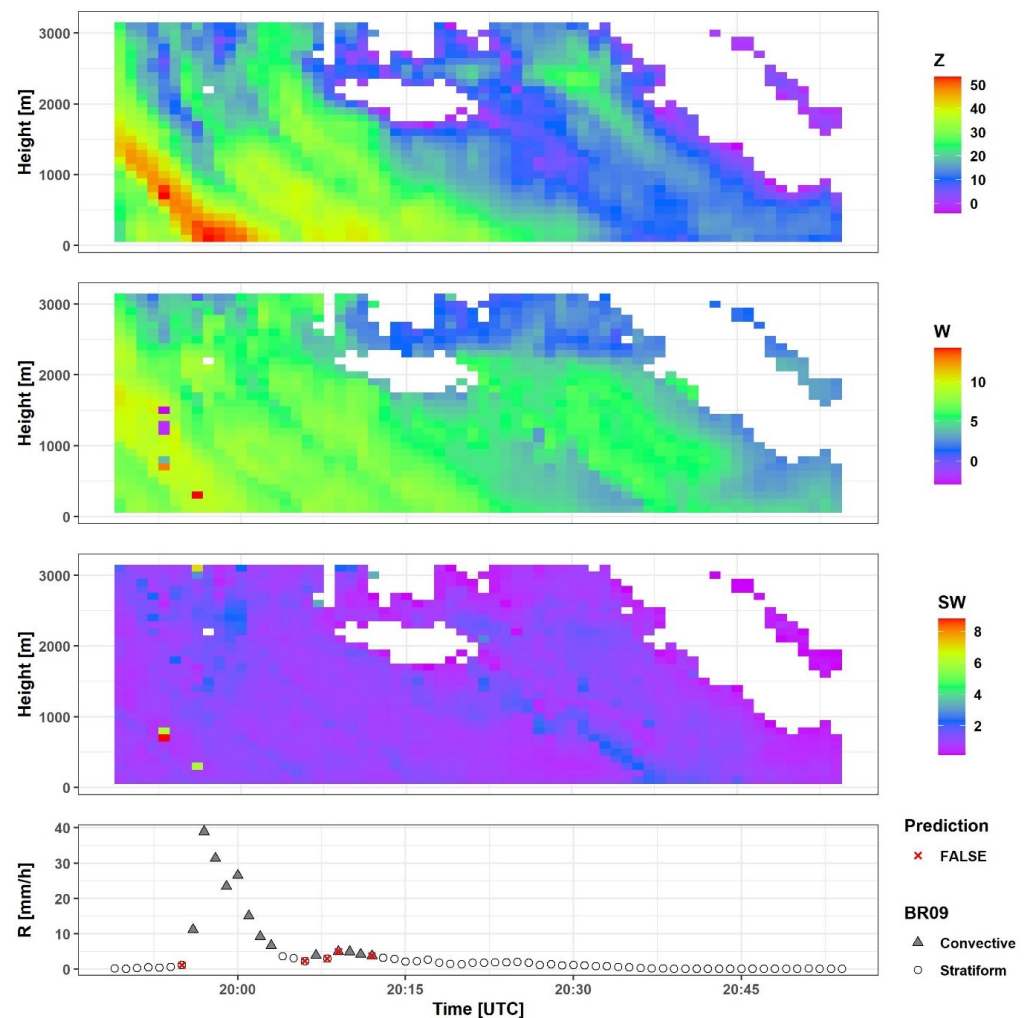 3000
2000
1000
0
Height [m]
Z
50
40
30
20
10
0
3000
2000
1000
0
Height [m]
W
10
5
0
3000
2000
1000
0
Height [m]
SW
8
6
4
2
40
30
20
10
0
R [mm/h]
20:00
20:15
20:30
20:45
Time [UTC]
Prediction
FALSE
BR09
Convective
Stratiform